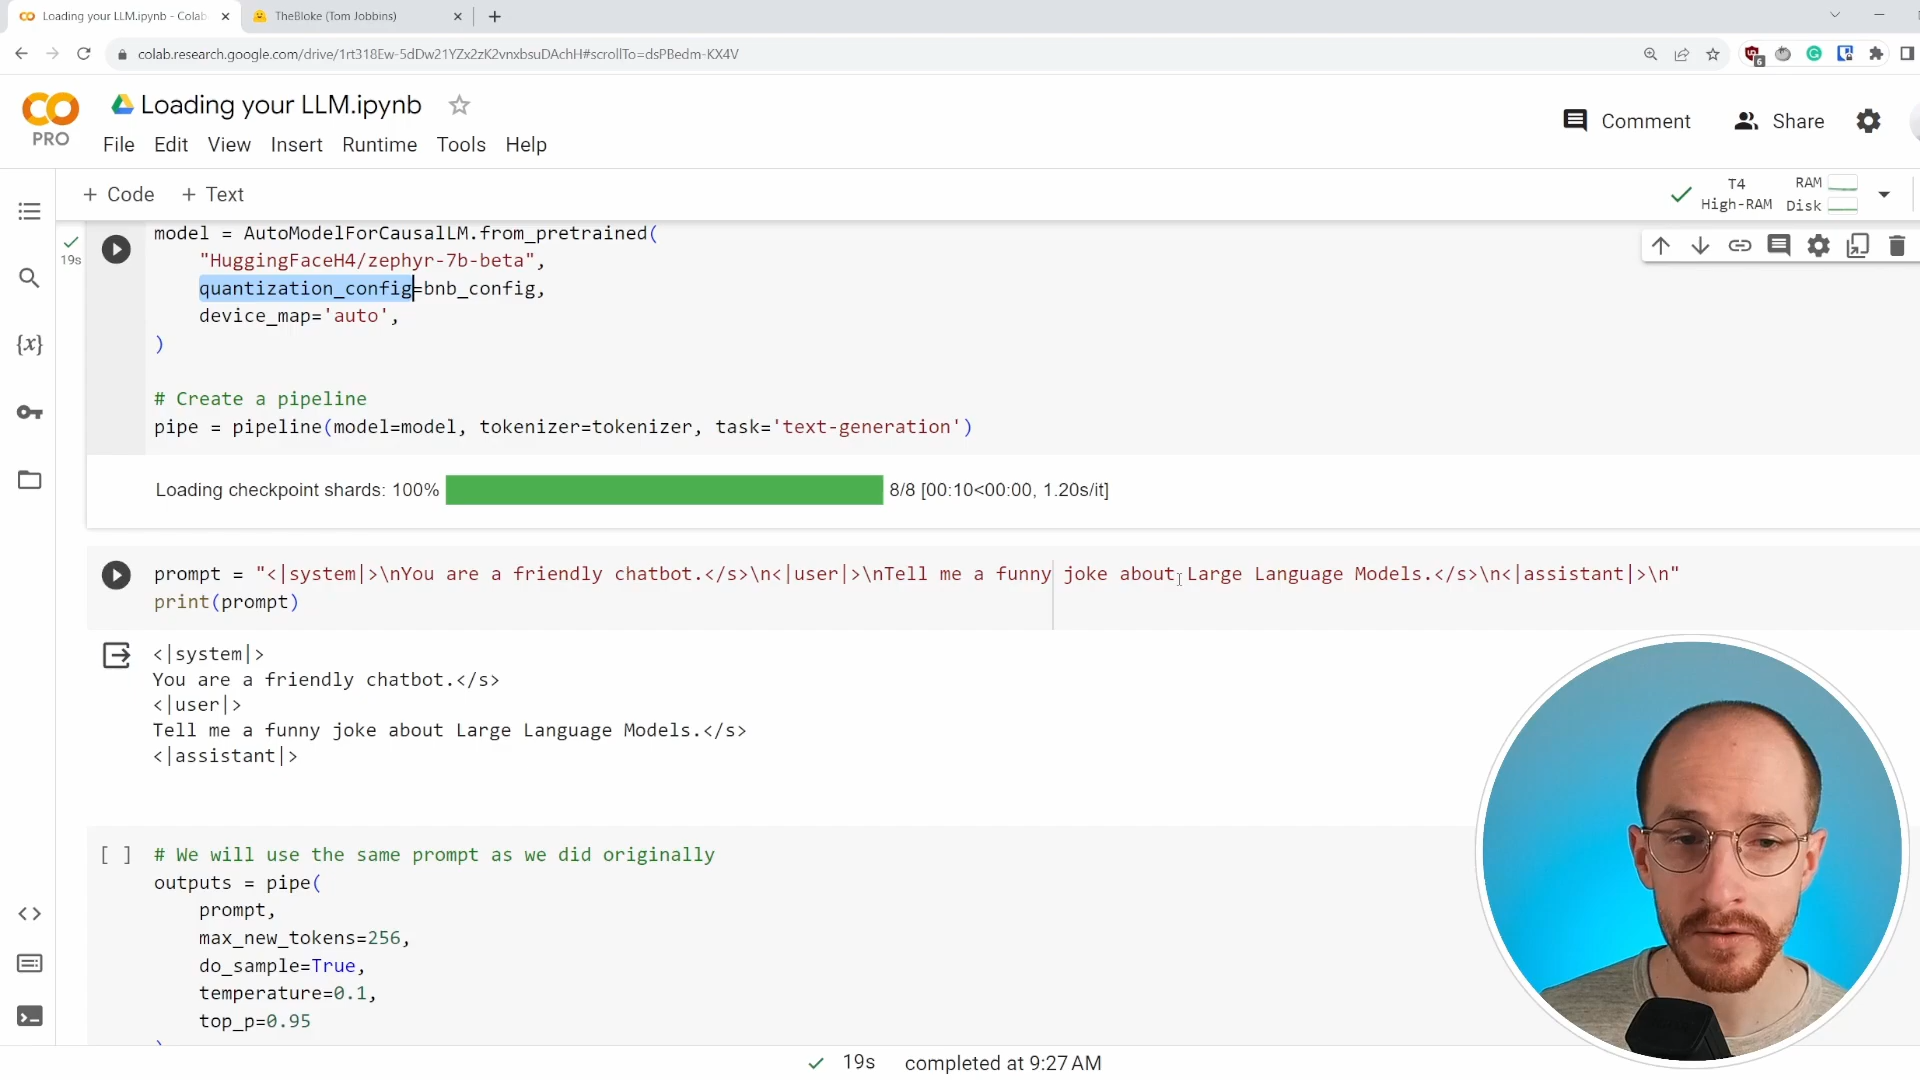 Loading your LLM.ipynb - Colab
TheBloke (Tom Jobbins)
colab.research.google.com/drive/1rt318Ew-5dDw21YZx2zK2vnxbsuDAchH#scrollTo=dsPBedm-KX4V
6
PRO
Loading your LLM.ipynb
File Edit View Insert Runtime Tools Help
Comment
Share
+ Code + Text
T4
High-RAM
RAM
Disk
19s
model = AutoModelForCausalLM.from_pretrained(
"HuggingFaceH4/zephyr-7b-beta",
quantization_config=bnb_config,
device_map='auto',
)
# Create a pipeline
pipe = pipeline(model=model, tokenizer=tokenizer, task='text-generation')
Loading checkpoint shards: 100% 8/8 [00:10<00:00, 1.20s/it]
{x}
prompt = "<|system|>\nYou are a friendly chatbot.</s>\n<|user|>\nTell me a funny joke about Large Language Models.</s>\n<|assistant|>\n"
print(prompt)
<|system|>
You are a friendly chatbot.</s>
<|user|>
Tell me a funny joke about Large Language Models.</s>
<|assistant|>
[ ] # We will use the same prompt as we did originally
outputs = pipe(
prompt,
max_new_tokens=256,
do_sample=True,
temperature=0.1,
top_p=0.95
)
19s completed at 9:27 AM